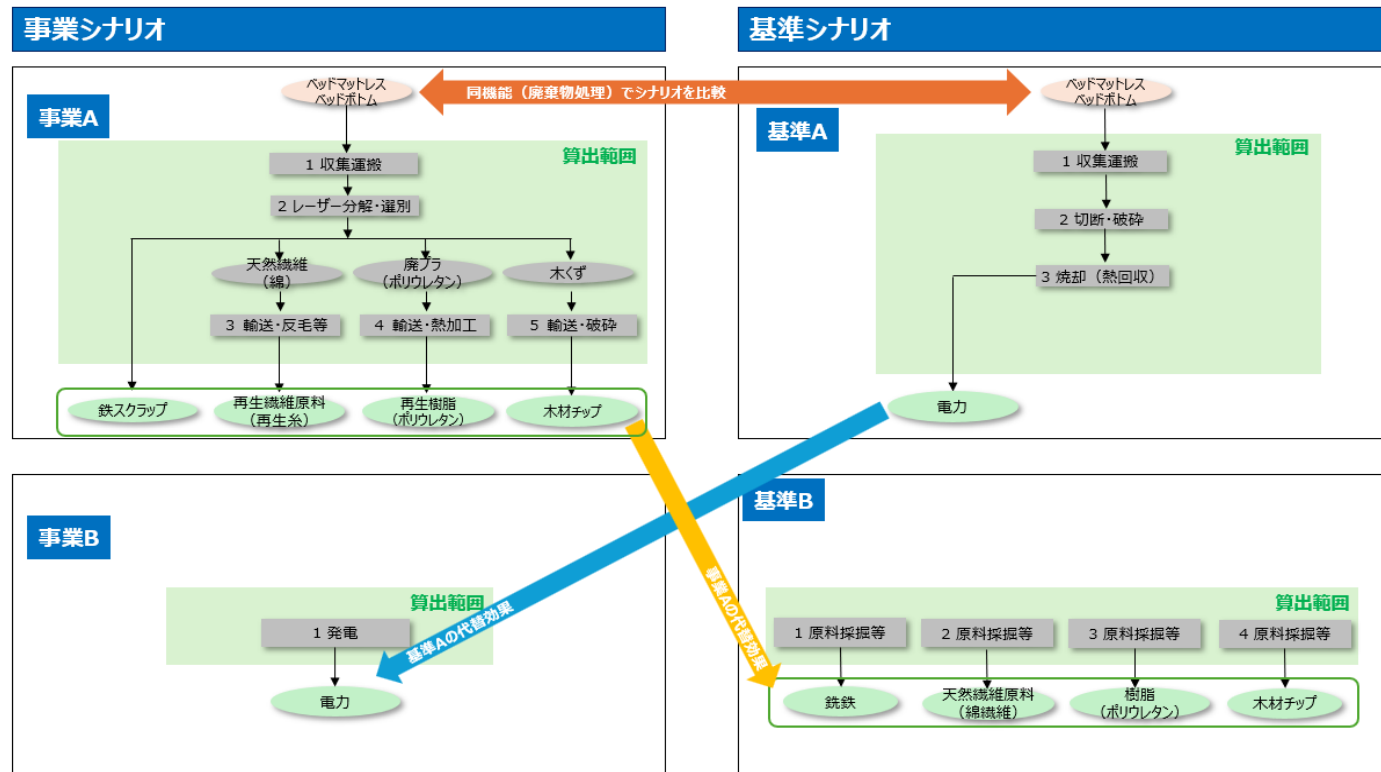 事業シナリオ
基準シナリオ
事業A
ベッドマットレス
ベッドボトム
同機能（廃棄物処理）でシナリオを比較
算出範囲
1 収集運搬
2 レーザー分解・選別
天然繊維
（綿）
廃プラ
（ポリウレタン）
木くず
3 輸送・反毛等
4 輸送・熱加工
5 輸送・破砕
鉄スクラップ
再生繊維原料
（再生糸）
再生樹脂
（ポリウレタン）
木材チップ
基準A
ベッドマットレス
ベッドボトム
算出範囲
1 収集運搬
2 切断・破砕
3 焼却（熱回収）
電力
事業B
算出範囲
1 発電
電力
基準Aの代替効果
事業Aの代替効果
基準B
算出範囲
1 原料採掘等
2 原料採掘等
3 原料採掘等
4 原料採掘等
銑鉄
天然繊維原料
（綿繊維）
樹脂
（ポリウレタン）
木材チップ